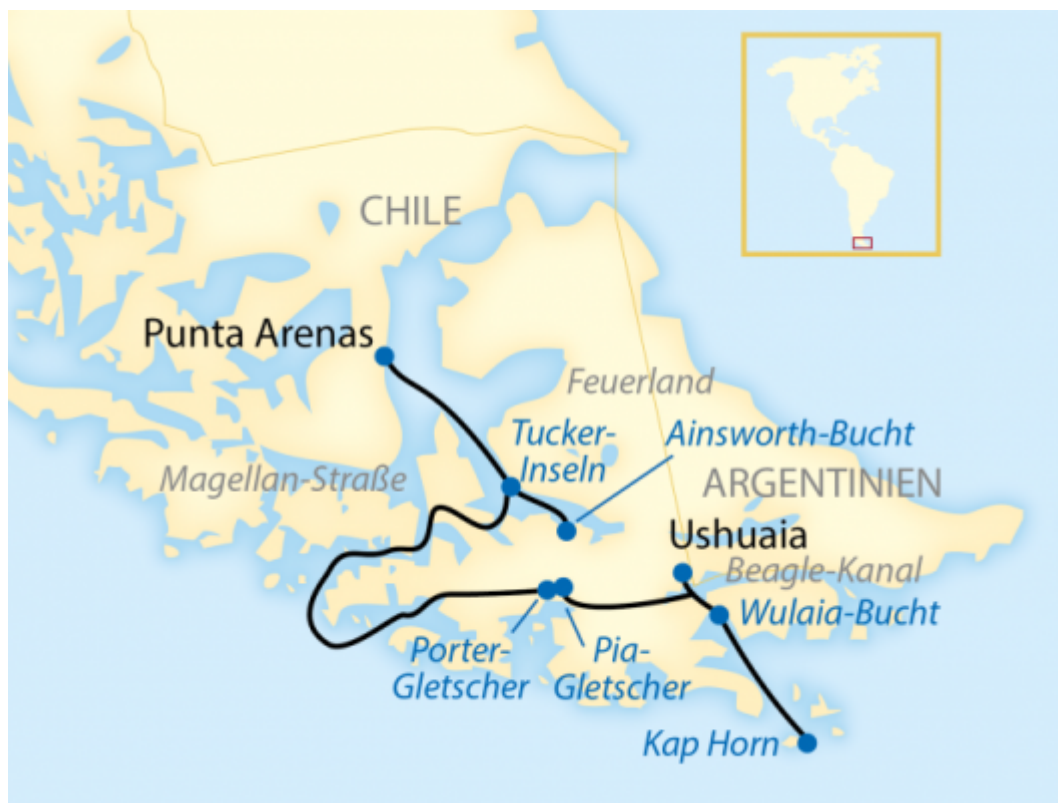 CHILE
Punta Arenas
Feuerland
Tucker-
Inseln
Ainsworth-Bucht
Magellan-Straße
ARGENTINIEN
Ushuaia
Beagle-Kanal
Wulaia-Bucht
Porter-
Gletscher
Pia-
Gletscher
Kap Horn